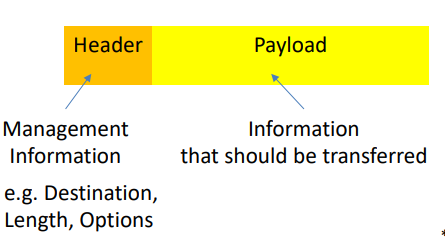 Header Payload
Management
Information
e.g. Destination,
Length, Options
Information
that should be transferred
*